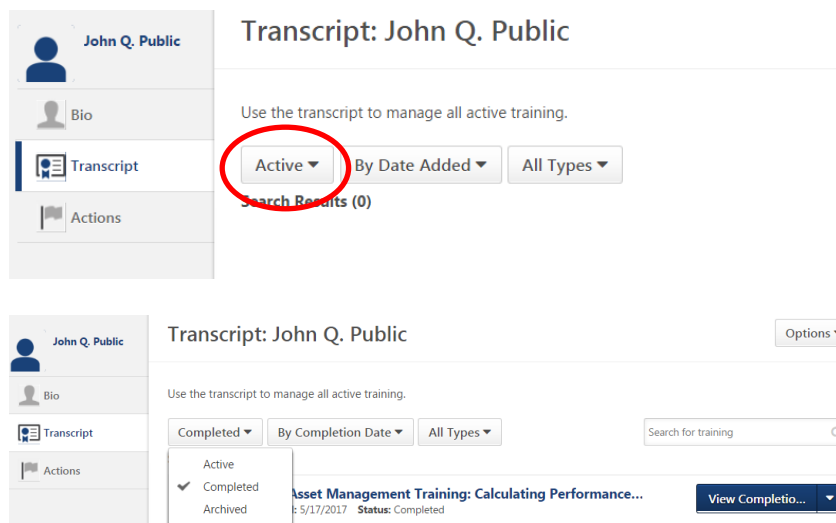 John Q. Public
Transcript: John Q. Public
Bio
Use the transcript to manage all active training.
Transcript
Active
By Date Added
All Types
Search Results (0)
Actions
John Q. Public
Transcript: John Q. Public
Options
Bio
Use the transcript to manage all active training.
Transcript
Completed
By Completion Date
All Types
Search for training
Actions
Active
Completed
Archived
Asset Management Training: Calculating Performance...
: 5/17/2017 Status: Completed
View Completio...